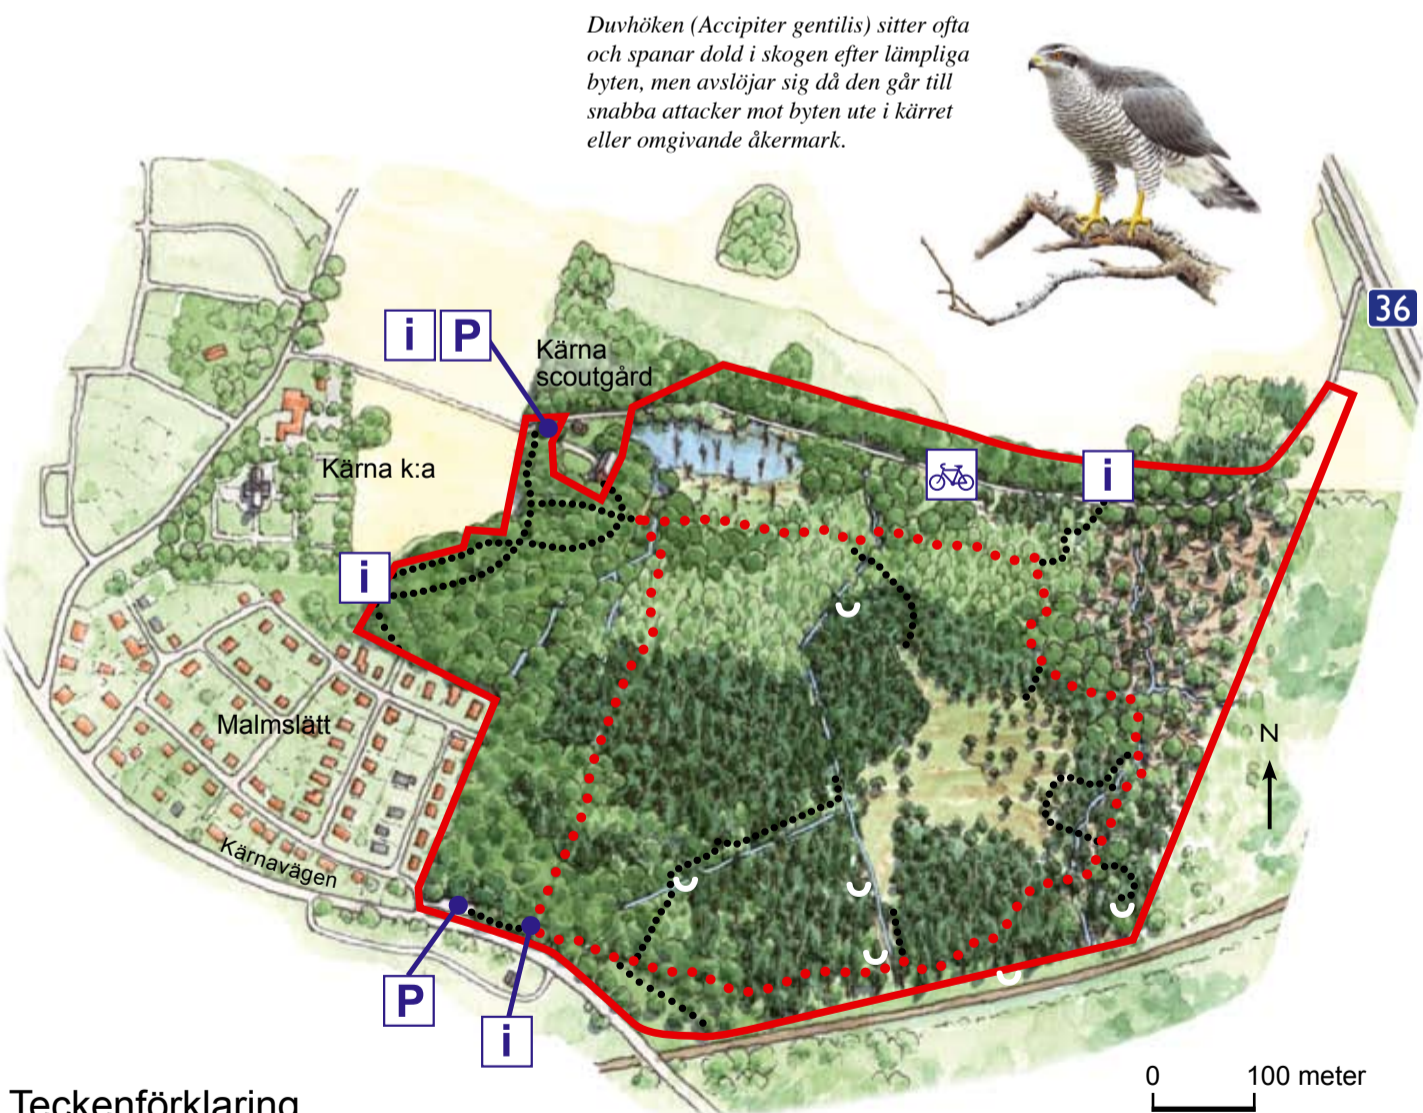 Duvhöken (Accipiter gentilis) sitter ofta
och spanar dold i skogen efter lämpliga
byten, men avslöjar sig då den går till
snabba attacker mot byten ute i kärret
eller omgivande åkermark.
36
i P
Kärna
scoutgård
Kärna k:a
i
i
Malmslätt
N
Kärnavägen
P
i
0 100 meter
Teckenförklaring